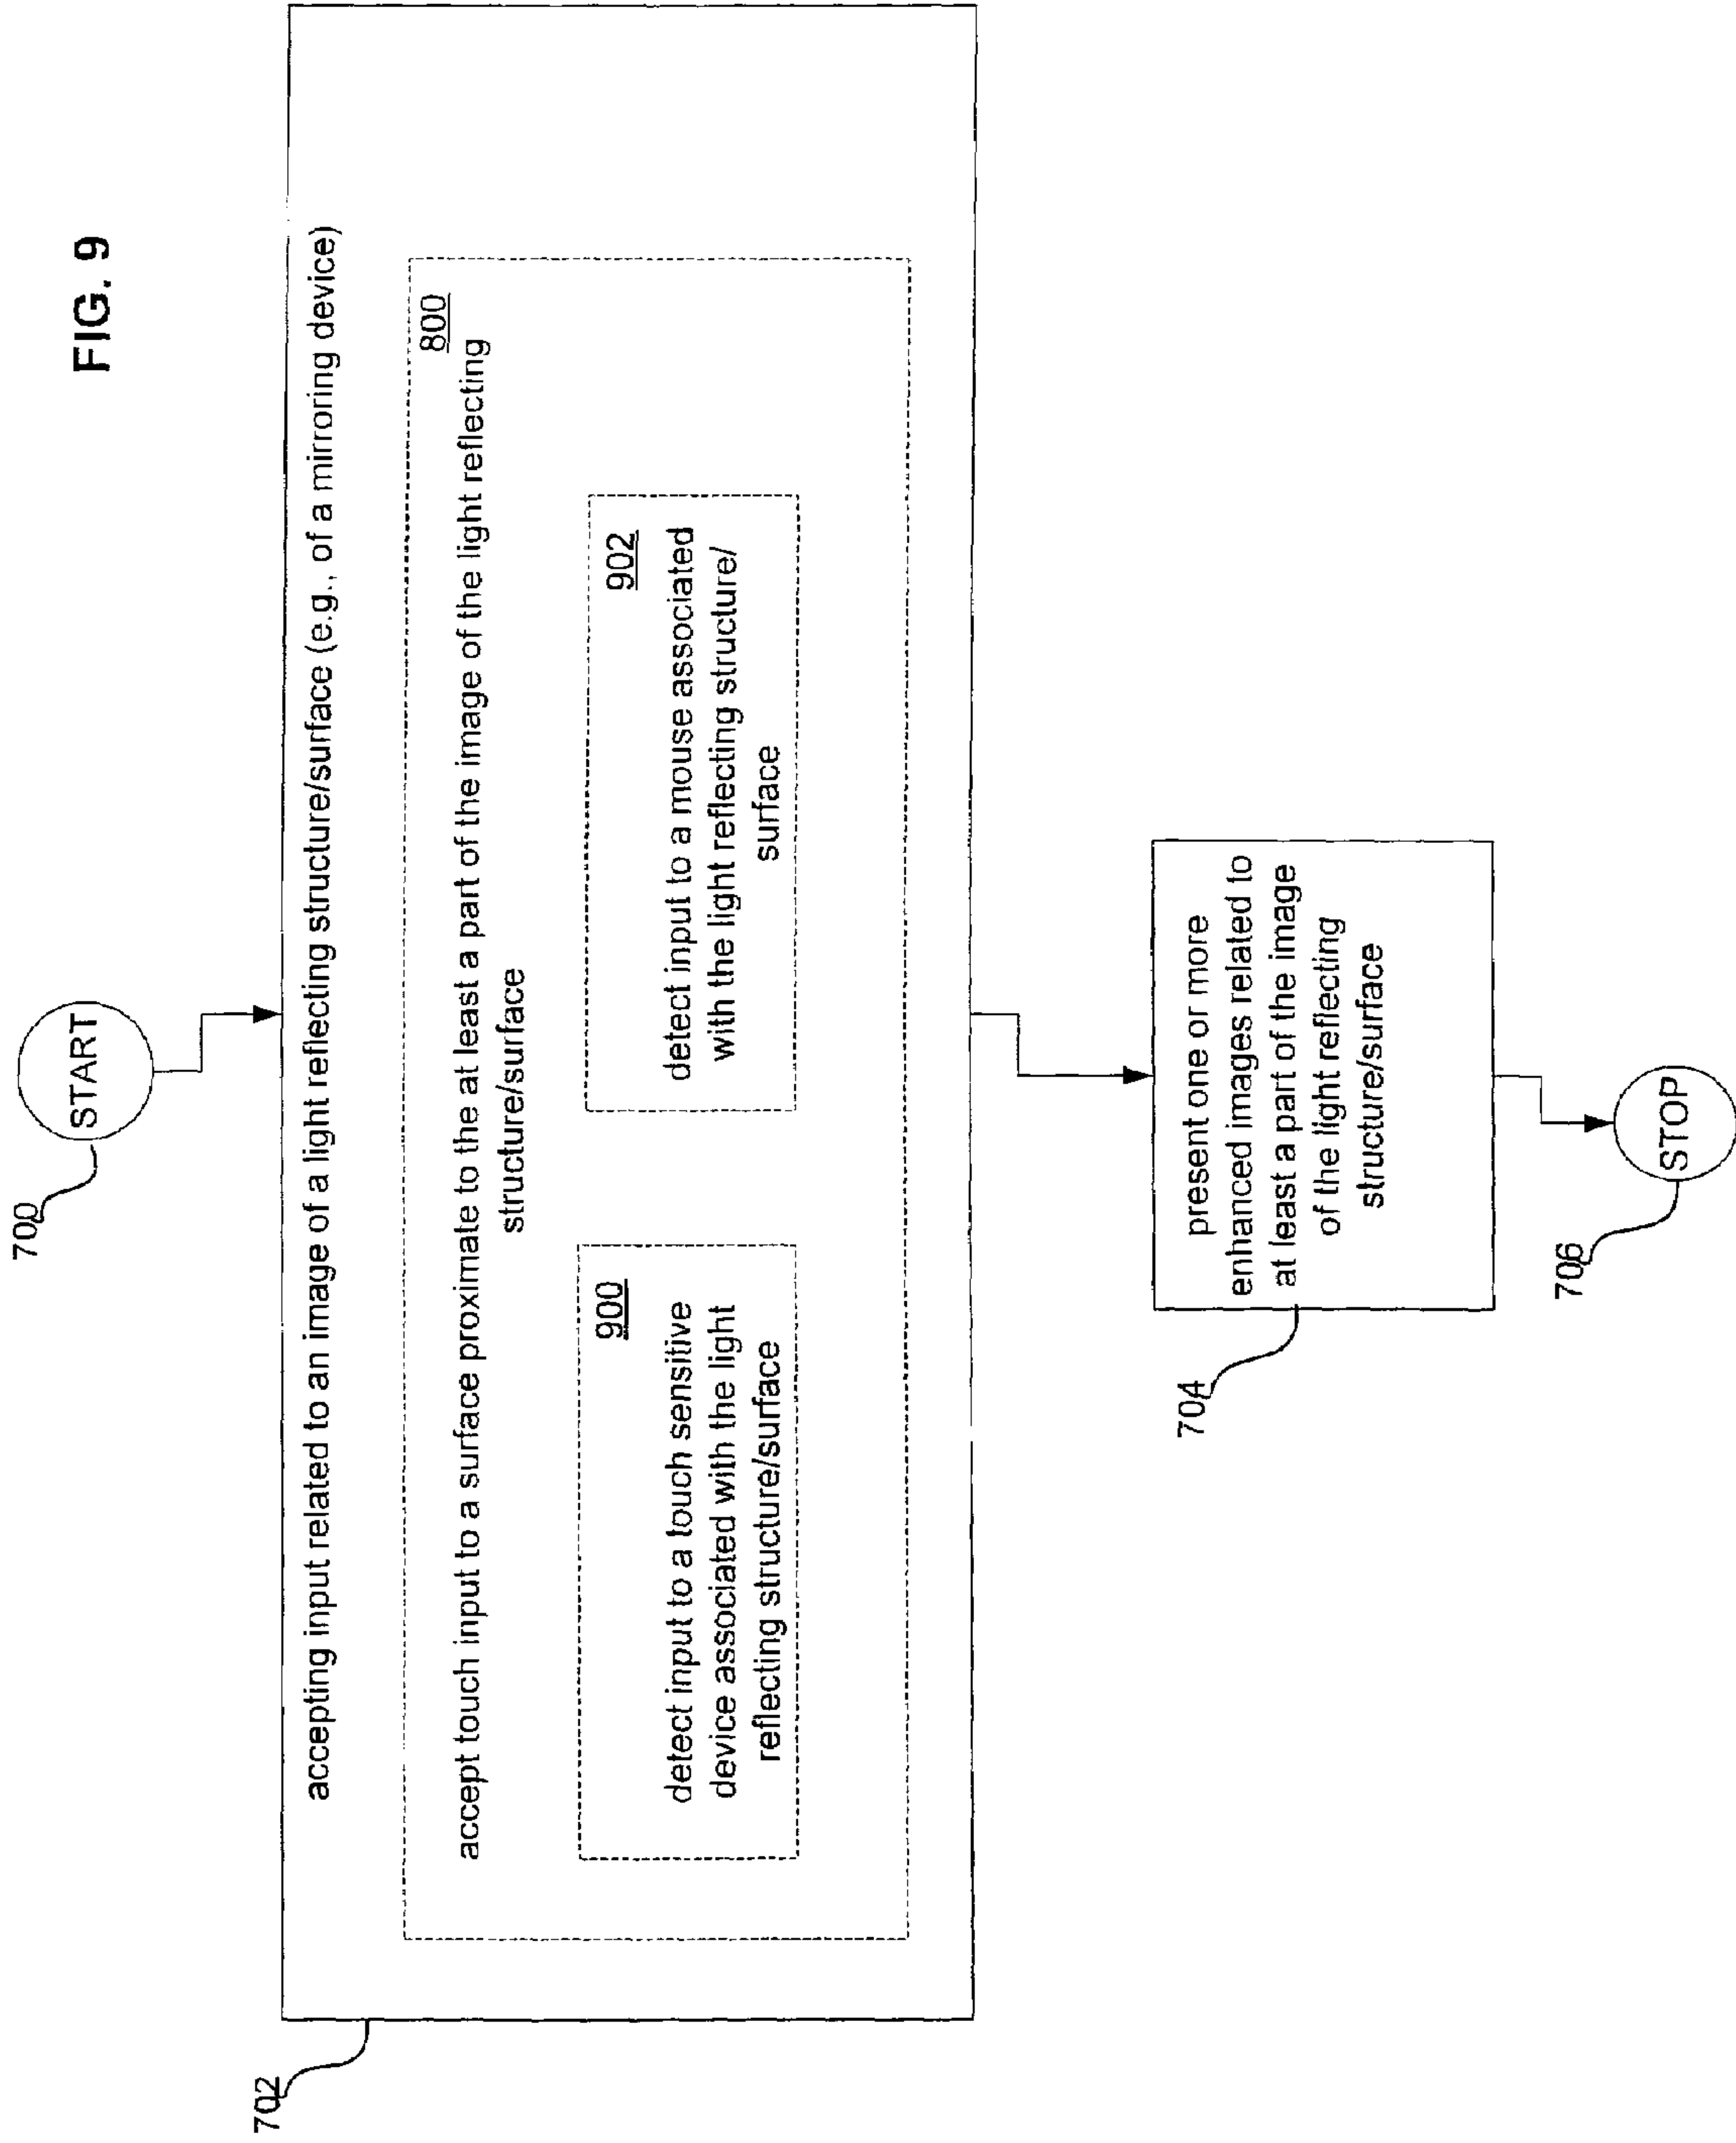 FIG. 9
700
START
702
accepting input related to an image of a light reflecting structure/surface (e.g., of a mirroring device)
800
accept touch input to a surface proximate to the at least a part of the image of the light reflecting
structure/surface
900
detect input to a touch sensitive
device associated with the light
reflecting structure/surface
902
detect input to a mouse associated
with the light reflecting structure/
surface
704
present one or more
enhanced images related to
at least a part of the image
of the light reflecting
structure/surface
706
STOP